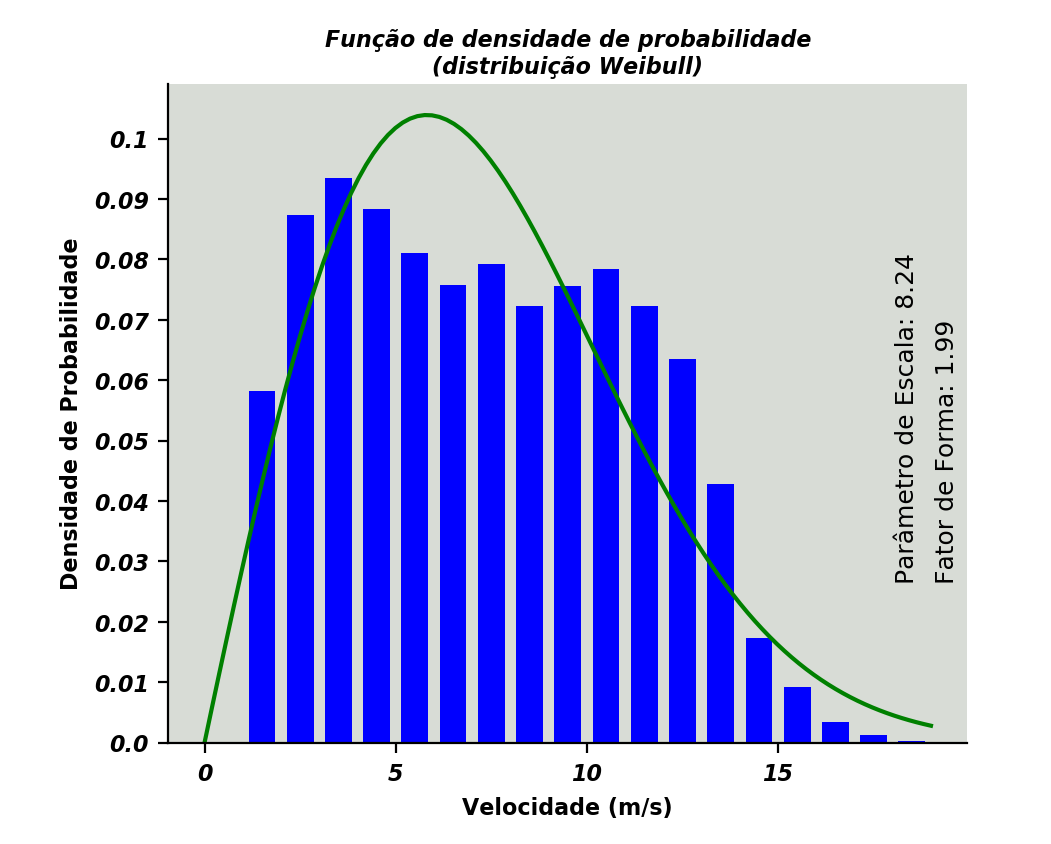 Função de densidade de probabilidade
(distribuição Weibull)
Densidade de Probabilidade
0.1
0.09
0.08
0.07
0.06
0.05
0.04
0.03
0.02
0.01
0.0
Parâmetro de Escala: 8.24
Fator de Forma: 1.99
0 5 10 15
Velocidade (m/s)